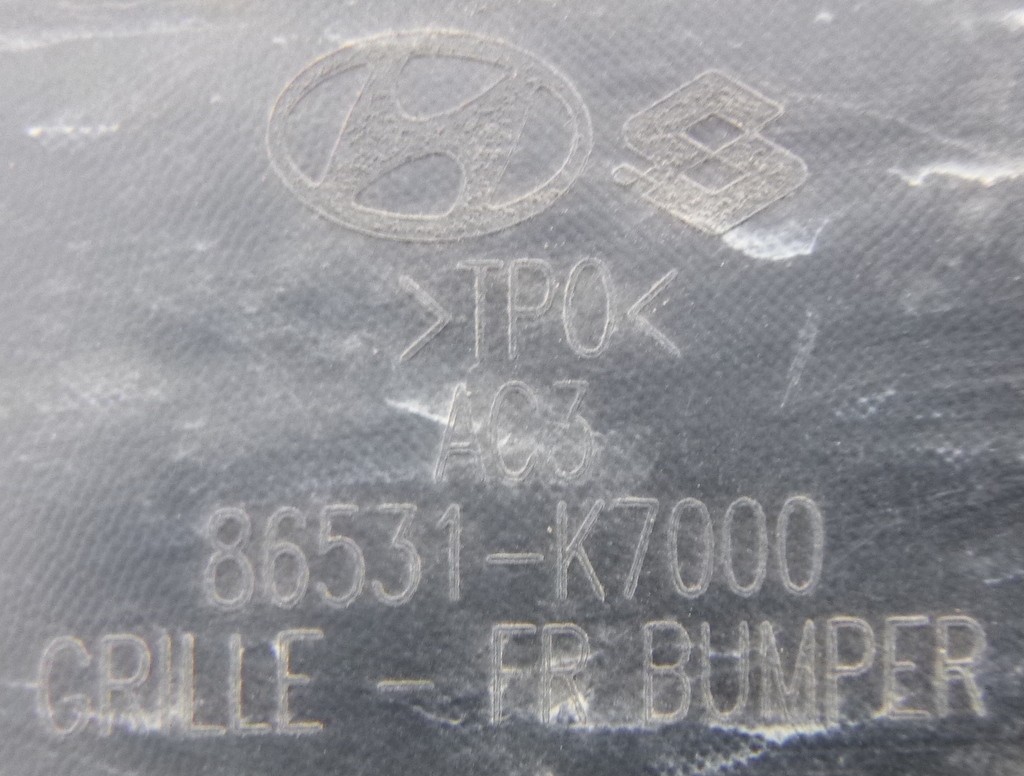 >TPO<
AC3
86531-K7000
GRILLE - FR BUMPER